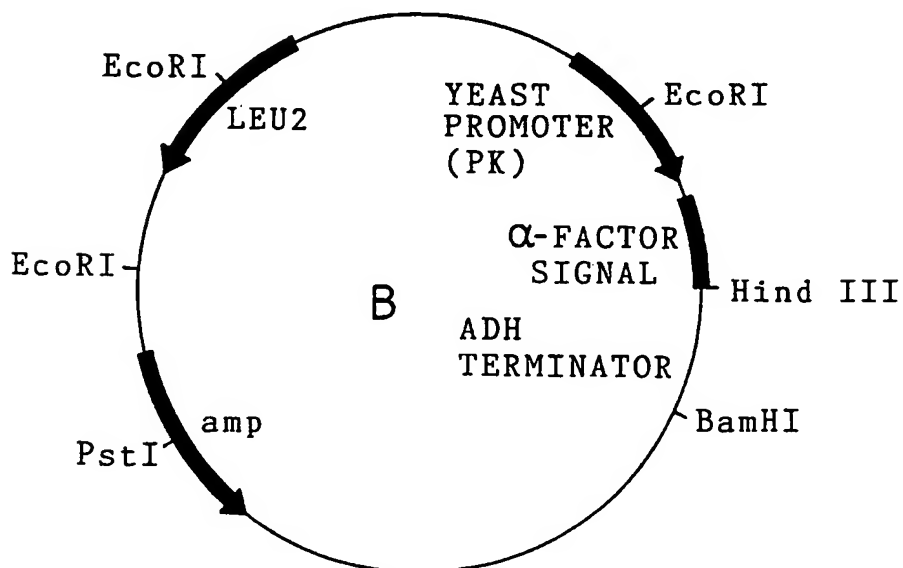 EcoRI
LEU2
YEAST
PROMOTER
(PK)
EcoRI
EcoRI
α-FACTOR
SIGNAL
Hind III
B
ADH
TERMINATOR
amp
PstI
BamHI